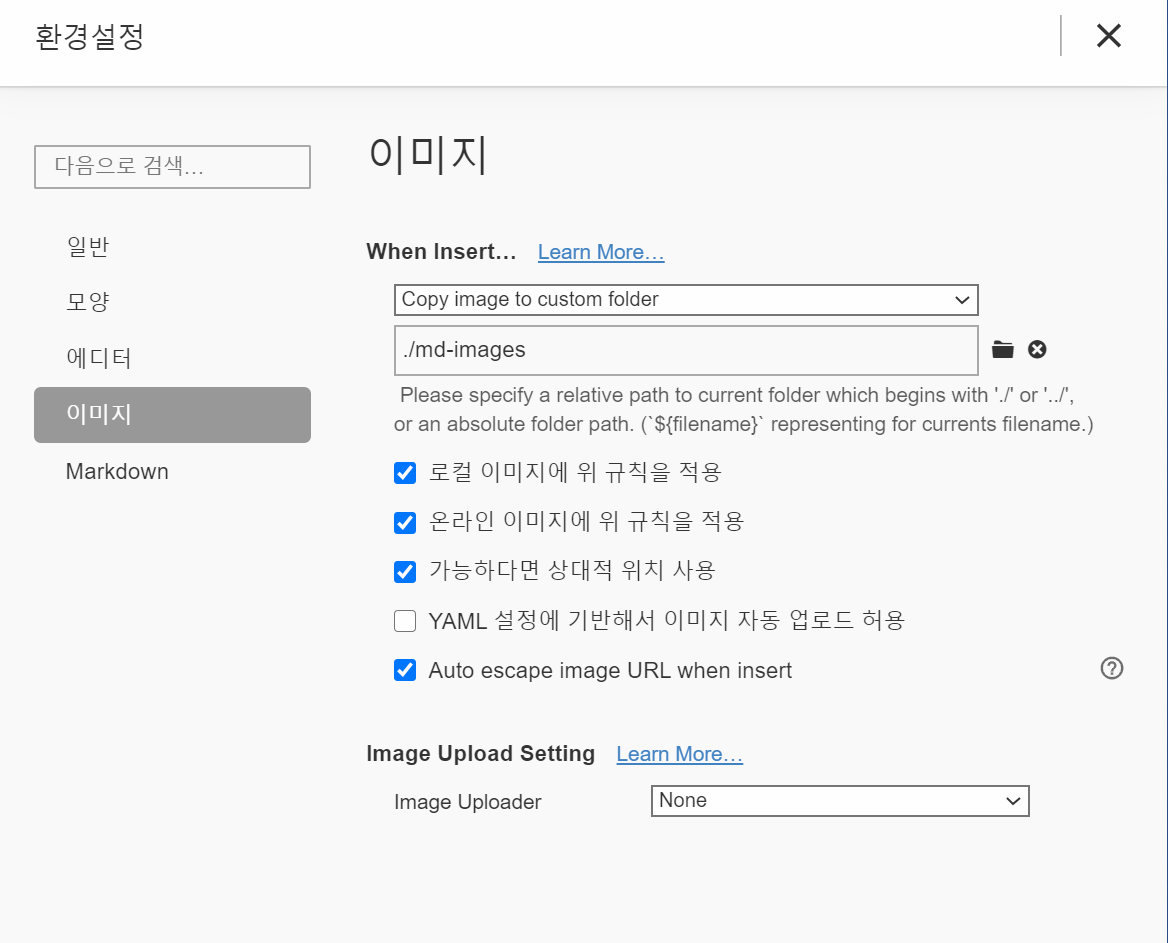 환경설정
다음으로 검색...
일반
모양
에디터
이미지
Markdown
이미지
When Insert... Learn More...
Copy image to custom folder
./md-images
Please specify a relative path to current folder which begins with './' or '../',
or an absolute folder path. (`${filename}` representing for currents filename.)
로컬 이미지에 위 규칙을 적용
온라인 이미지에 위 규칙을 적용
가능하다면 상대적 위치 사용
YAML 설정에 기반해서 이미지 자동 업로드 허용
Auto escape image URL when insert
Image Upload Setting Learn More...
Image Uploader None